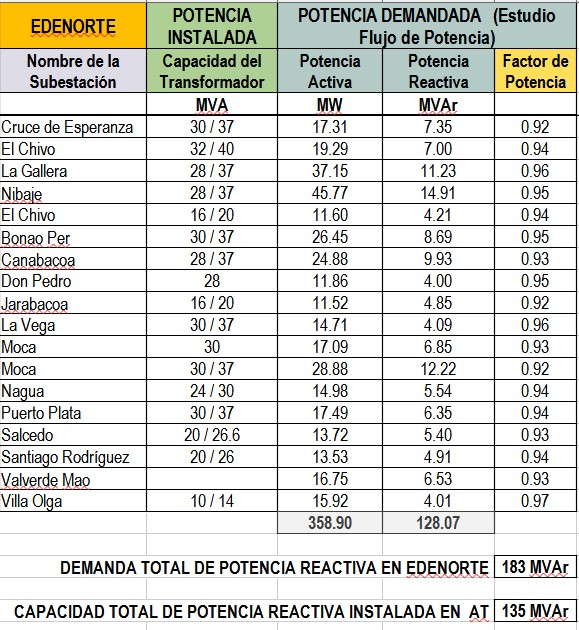 EDENORTE POTENCIA INSTALADA POTENCIA DEMANDADA (Estudio Flujo de Potencia)
Nombre de la Subestación Capacidad del Transformador Potencia Activa Potencia Reactiva Factor de Potencia
MVA MW MVAr
Cruce de Esperanza 30 / 37 17.31 7.35 0.92
El Chivo 32 / 40 19.29 7.00 0.94
La Gallera 28 / 37 37.15 11.23 0.96
Nibaje 28 / 37 45.77 14.91 0.95
El Chivo 16 / 20 11.60 4.21 0.94
Bonao Per 30 / 37 26.45 8.69 0.95
Canabacoa 28 / 37 24.88 9.93 0.93
Don Pedro 28 11.86 4.00 0.95
Jarabacoa 16 / 20 11.52 4.85 0.92
La Vega 30 / 37 14.71 4.09 0.96
Moca 30 17.09 6.85 0.93
Moca 30 / 37 28.88 12.22 0.92
Nagua 24 / 30 14.98 5.54 0.94
Puerto Plata 30 / 37 17.49 6.35 0.94
Salcedo 20 / 26.6 13.72 5.40 0.93
Santiago Rodríguez 20 / 26 13.53 4.91 0.94
Valverde Mao 16.75 6.53 0.93
Villa Olga 10 / 14 15.92 4.01 0.97
358.90 128.07
DEMANDA TOTAL DE POTENCIA REACTIVA EN EDENORTE 183 MVAr
CAPACIDAD TOTAL DE POTENCIA REACTIVA INSTALADA EN AT 135 MVAr